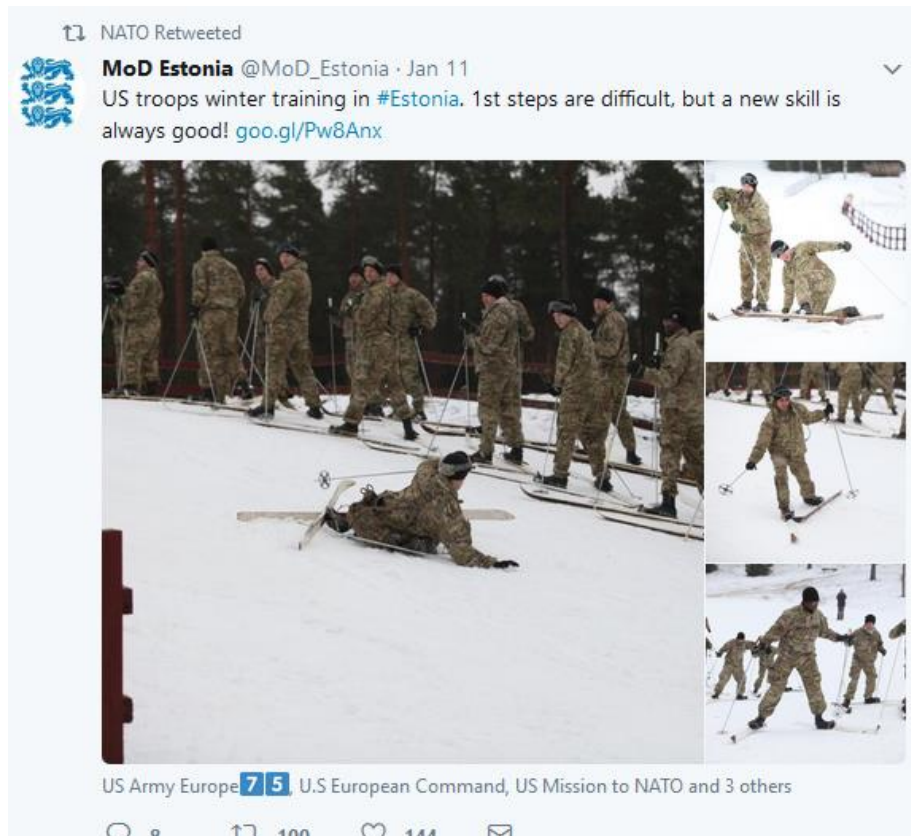 NATO Retweeted
MoD Estonia @MoD_Estonia · Jan 11
US troops winter training in #Estonia. 1st steps are difficult, but a new skill is
always good! goo.gl/Pw8Anx
US Army Europe 7 5, U.S European Command, US Mission to NATO and 3 others
8 100 144